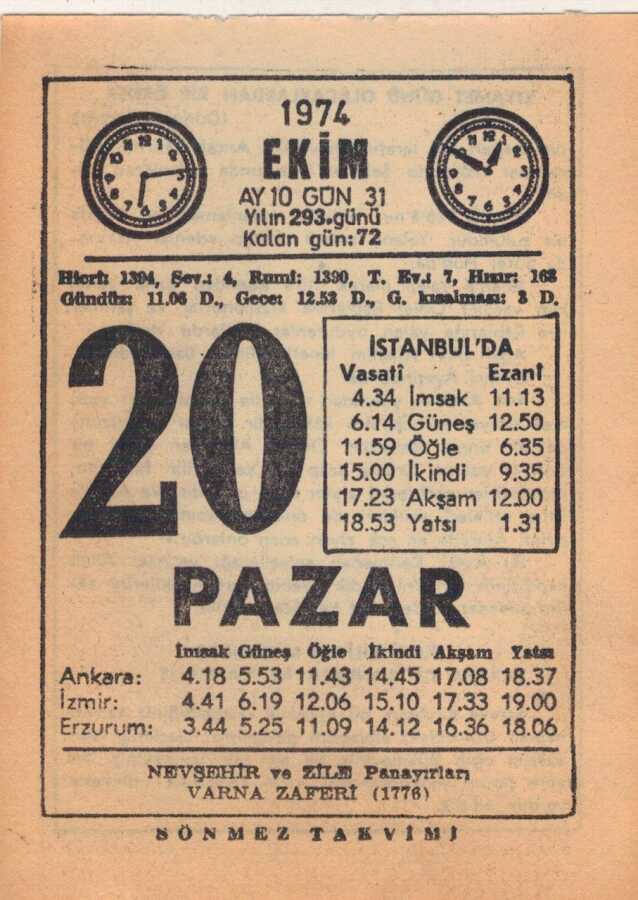 1974
EKİM
AY 10 GÜN 31
Yılın 293.günü
Kalan gün:72
Hicrî: 1394, Şev.: 4, Rumî: 1390, T. Ev.: 7, Hızır: 168
Gündüz: 11.06 D., Gece: 12.52 D., G. kısalması: 3 D.
20
İSTANBUL'DA
Vasatî Ezanî
4.34 İmsak 11.13
6.14 Güneş 12.50
11.59 Öğle 6.35
15.00 İkindi 9.35
17.23 Akşam 12.00
18.53 Yatsı 1.31
PAZAR
İmsak Güneş Öğle İkindi Akşam Yatsı
Ankara: 4.18 5.53 11.43 14.45 17.08 18.37
İzmir: 4.41 6.19 12.06 15.10 17.33 19.00
Erzurum: 3.44 5.25 11.09 14.12 16.36 18.06
NEVŞEHİR ve ZİLE Panayırları
VARNA ZAFERİ (1776)
SÖNMEZ TAKVİMİ